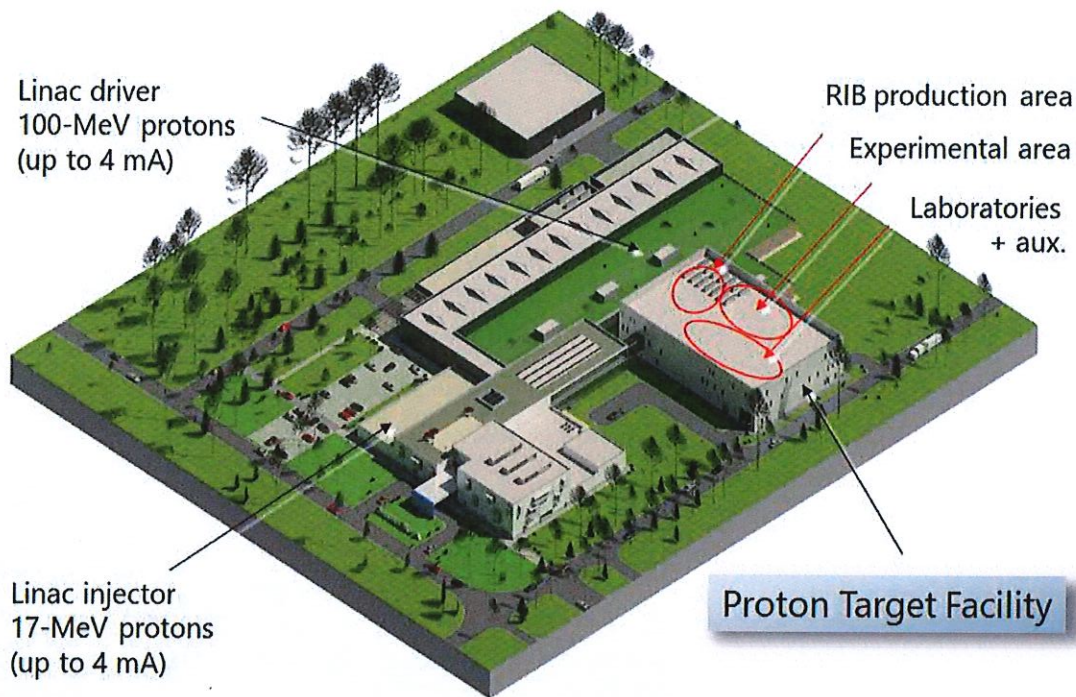 Linac driver
100-MeV protons
(up to 4 mA)
RIB production area
Experimental area
Laboratories
+ aux.
Linac injector
17-MeV protons
(up to 4 mA)
Proton Target Facility